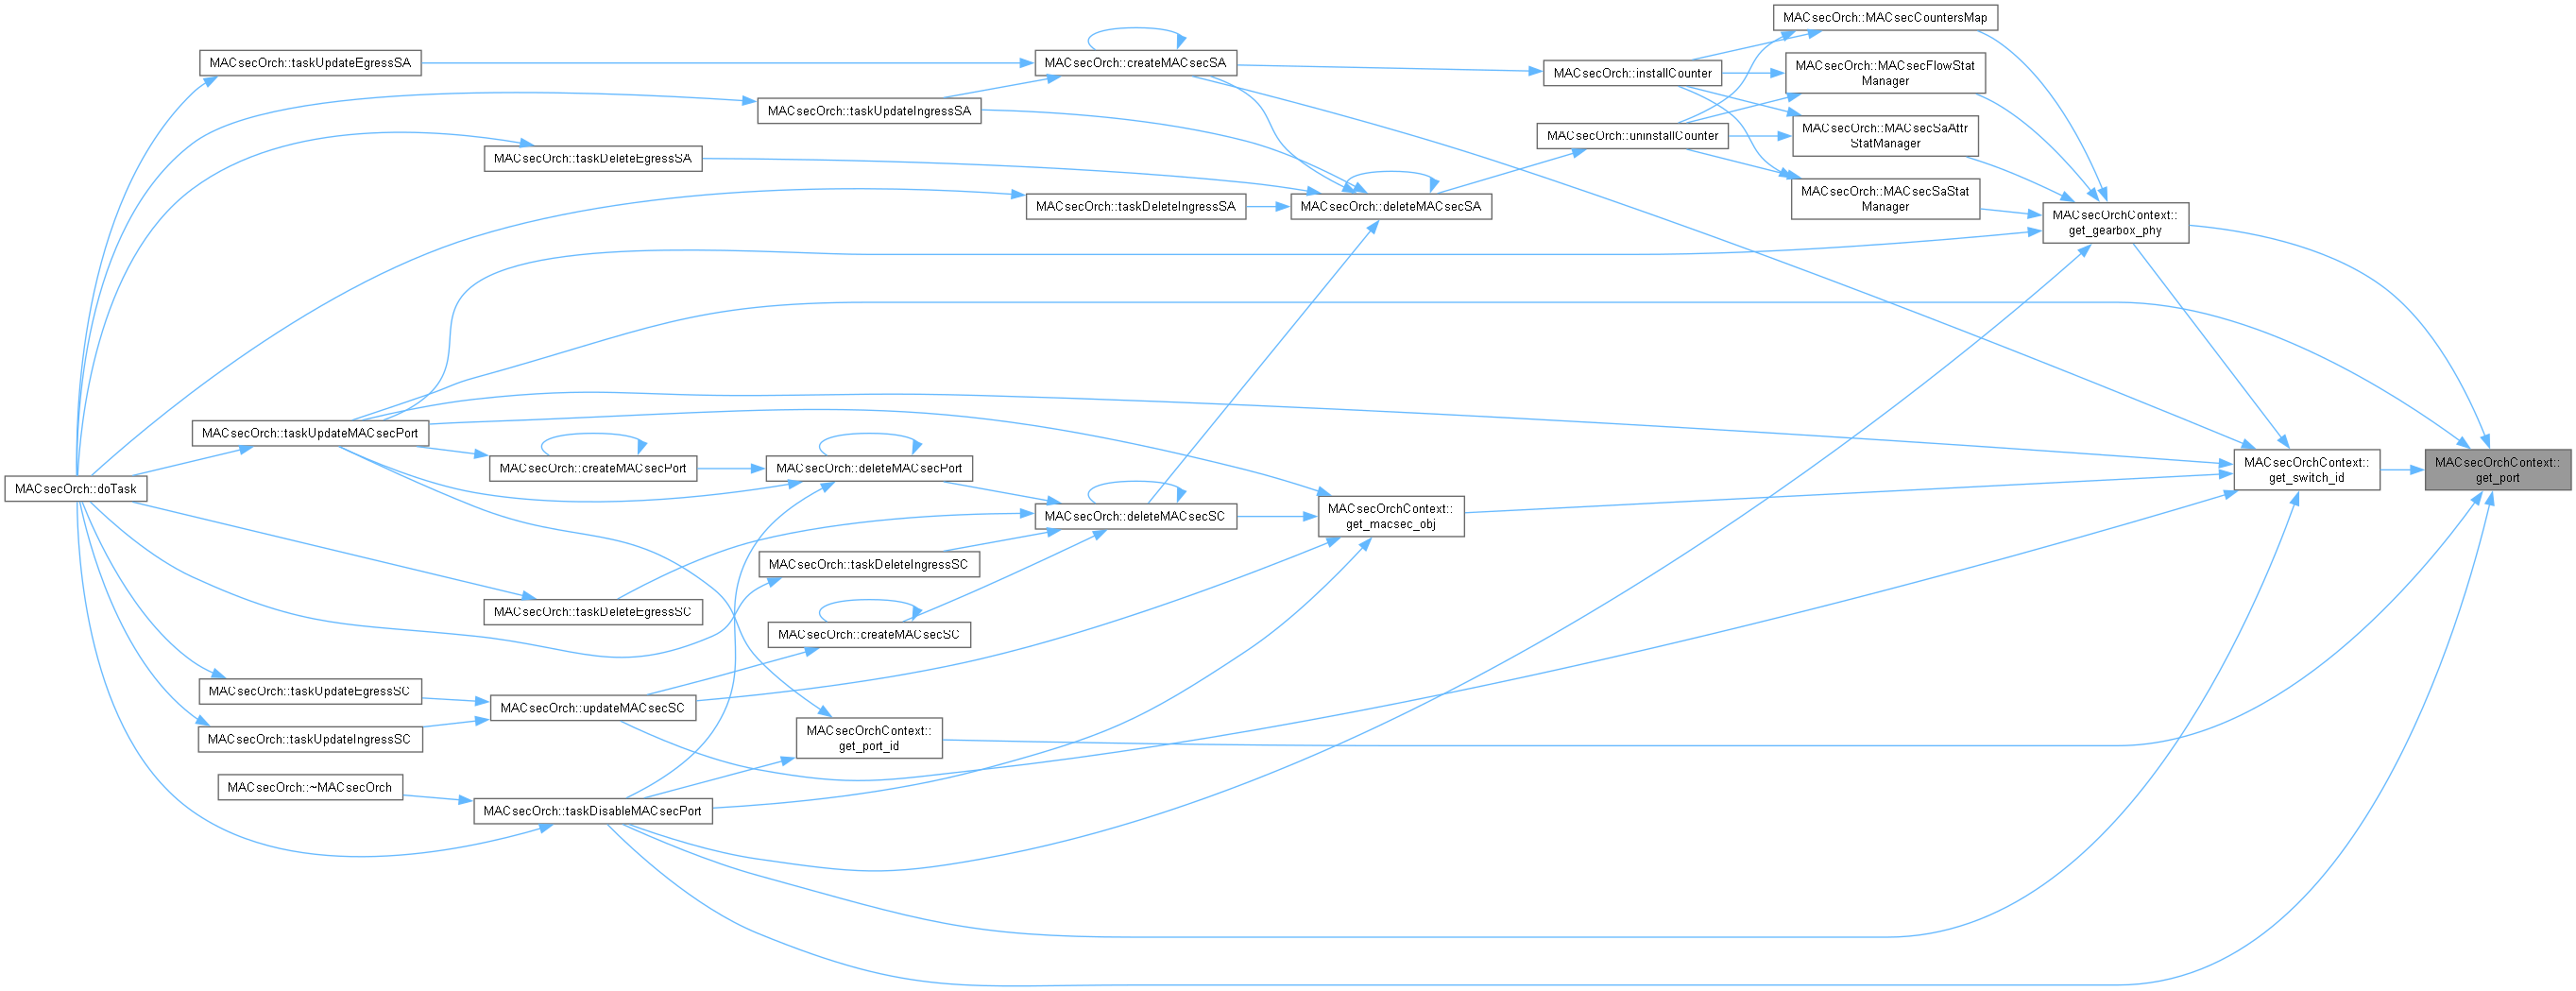 MACsecOrch::MACsecCountersMap
MACsecOrch::taskUpdateEgressSA
MACsecOrch::createMACsecSA
MACsecOrch::installCounter
MACsecOrch::MACsecFlowStat
Manager
MACsecOrch::taskUpdateIngressSA
MACsecOrch::uninstallCounter
MACsecOrch::MACsecSaAttr
StatManager
MACsecOrch::taskDeleteEgressSA
MACsecOrch::MACsecSaStat
Manager
MACsecOrch::taskDeleteIngressSA
MACsecOrch::deleteMACsecSA
MACsecOrchContext::
get_gearbox_phy
MACsecOrch::taskUpdateMACsecPort
MACsecOrch::createMACsecPort
MACsecOrch::deleteMACsecPort
MACsecOrchContext::
get_switch_id
MACsecOrchContext::
get_port
MACsecOrch::doTask
MACsecOrch::deleteMACsecSC
MACsecOrchContext::
get_macsec_obj
MACsecOrch::taskDeleteIngressSC
MACsecOrch::taskDeleteEgressSC
MACsecOrch::createMACsecSC
MACsecOrch::taskUpdateEgressSC
MACsecOrch::updateMACsecSC
MACsecOrch::taskUpdateIngressSC
MACsecOrchContext::
get_port_id
MACsecOrch::~MACsecOrch
MACsecOrch::taskDisableMACsecPort